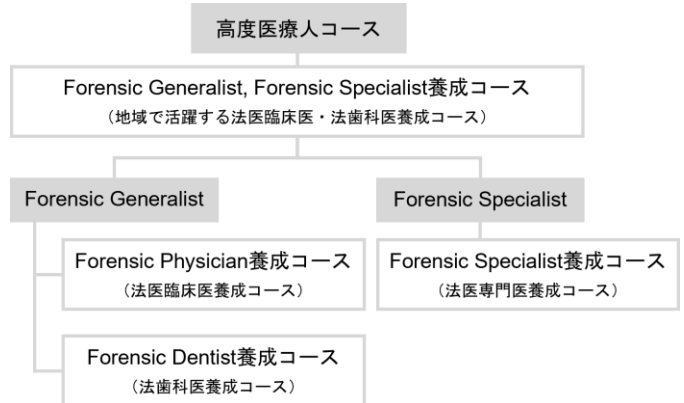 高度医療人コース
Forensic Generalist, Forensic Specialist養成コース
（地域で活躍する法医臨床医・法歯科医養成コース）
Forensic Generalist
Forensic Specialist
Forensic Physician養成コース
（法医臨床医養成コース）
Forensic Specialist養成コース
（法医専門医養成コース）
Forensic Dentist養成コース
（法歯科医養成コース）